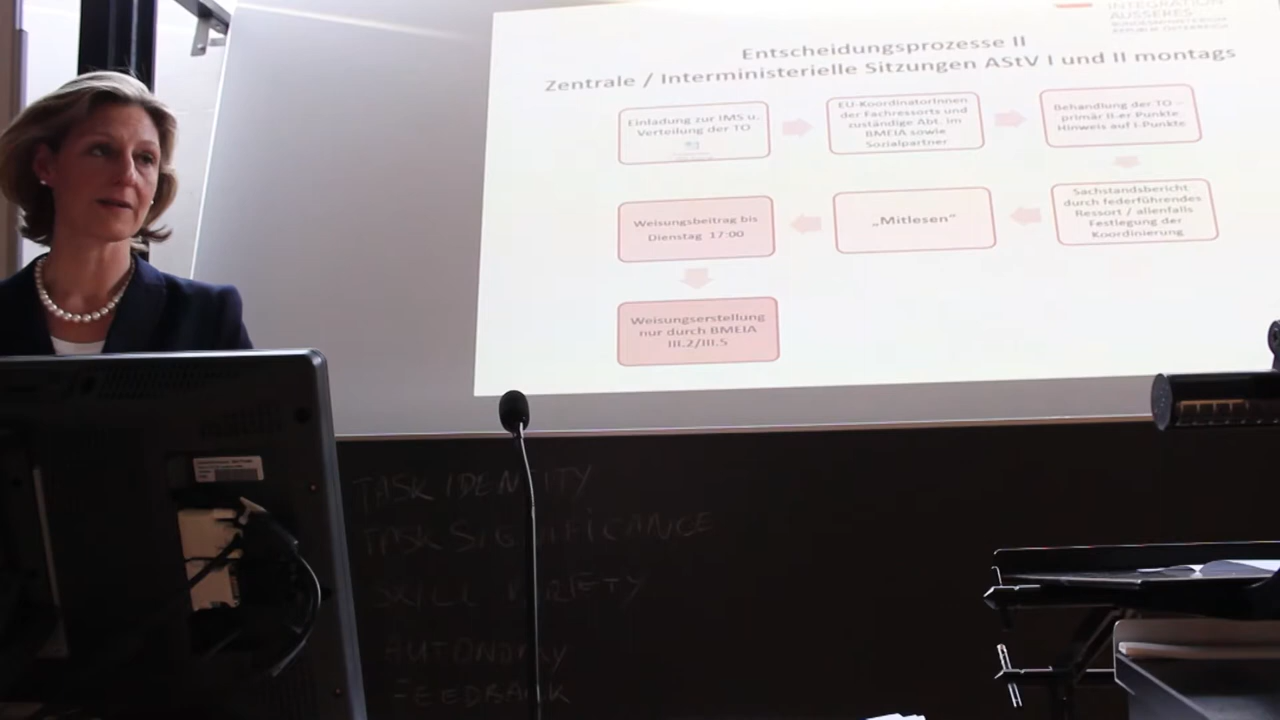 INTEGRATION
ÄUSSERES
BUNDESMINISTERIUM
REPUBLIK ÖSTERREICH
Entscheidungsprozesse II
Zentrale / Interministerielle Sitzungen AStV I und II montags
Einladung zur IMS u.
Verteilung der TO
EU-KoordinatorInnen
der Fachressorts und
zuständige Abt. im
BMEIA sowie
Sozialpartner
Behandlung der TO –
primär II-er Punkte
Hinweis auf I-Punkte
Weisungsbeitrag bis
Dienstag 17:00
„Mitlesen“
Sachstandsbericht
durch federführendes
Ressort / allenfalls
Festlegung der
Koordinierung
Weisungserstellung
nur durch BMEIA
III.2/III.5
TASK IDENTITY
TASK SIGNIFICANCE
SKILL VARIETY
AUTONOMY
FEEDBACK